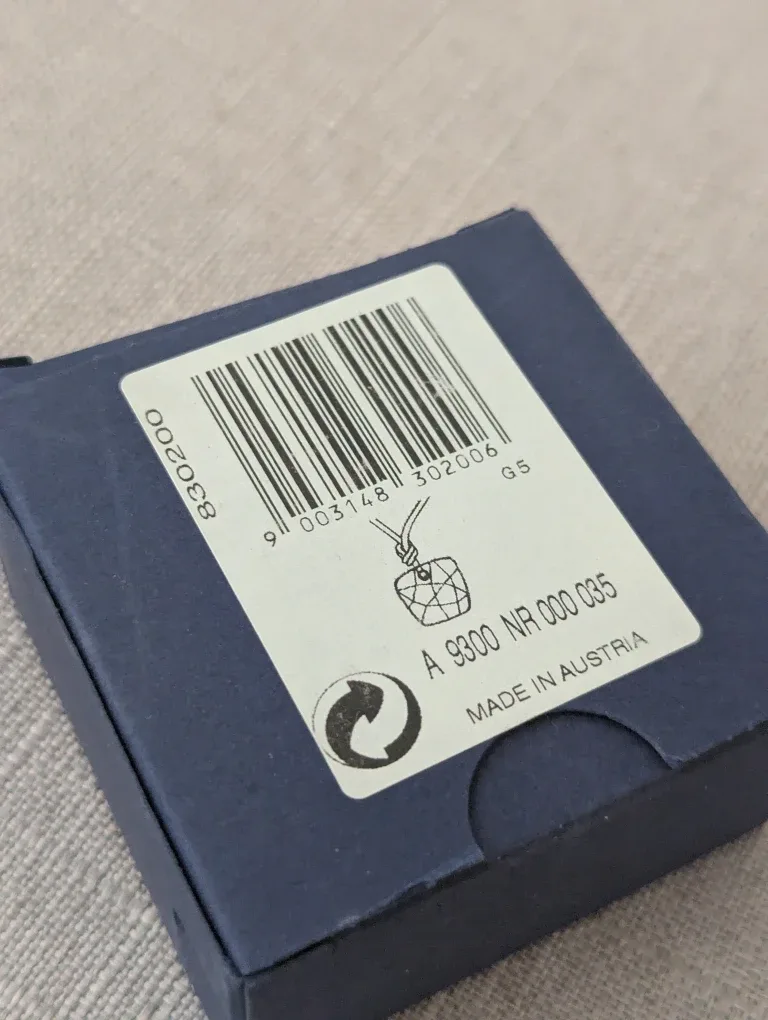 830200
9 003148 302006
G5
A 9300 NR 000 035
MADE IN AUSTRIA